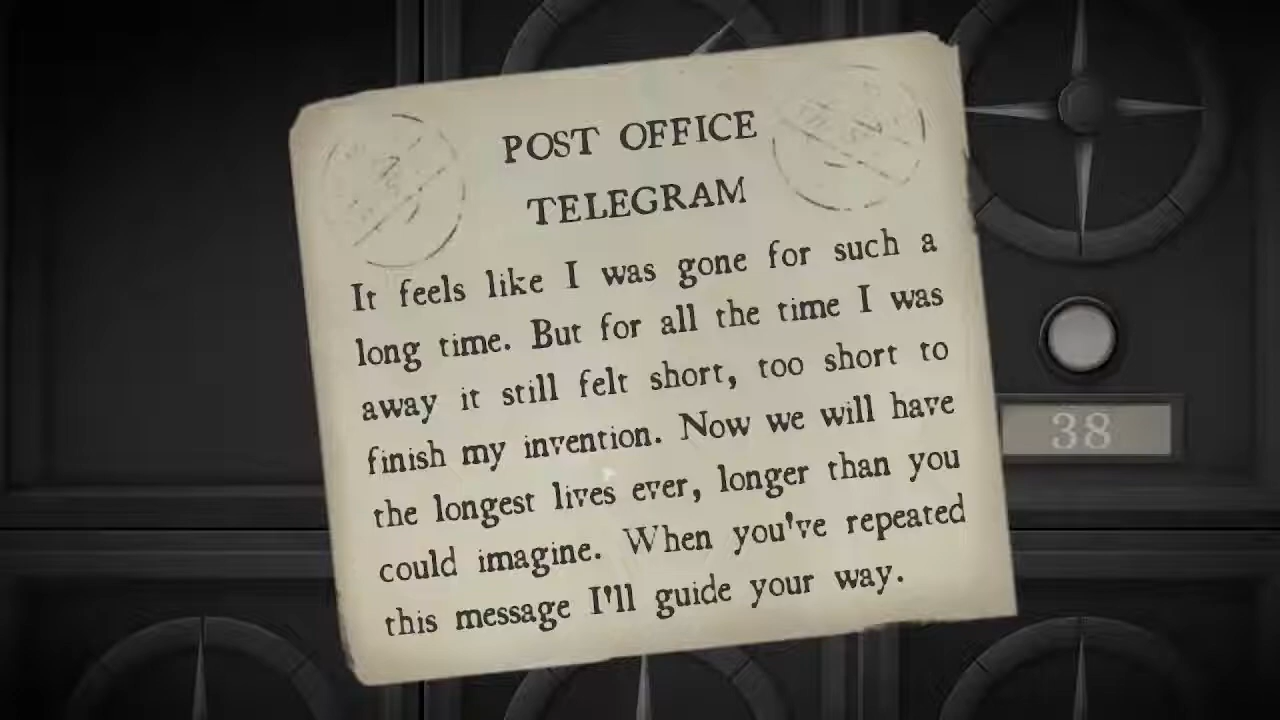 POST OFFICE
TELEGRAM
It feels like I was gone for such a
long time. But for all the time I was
away it still felt short, too short to
finish my invention. Now we will have
the longest lives ever, longer than you
could imagine. When you've repeated
this message I'll guide your way.
38